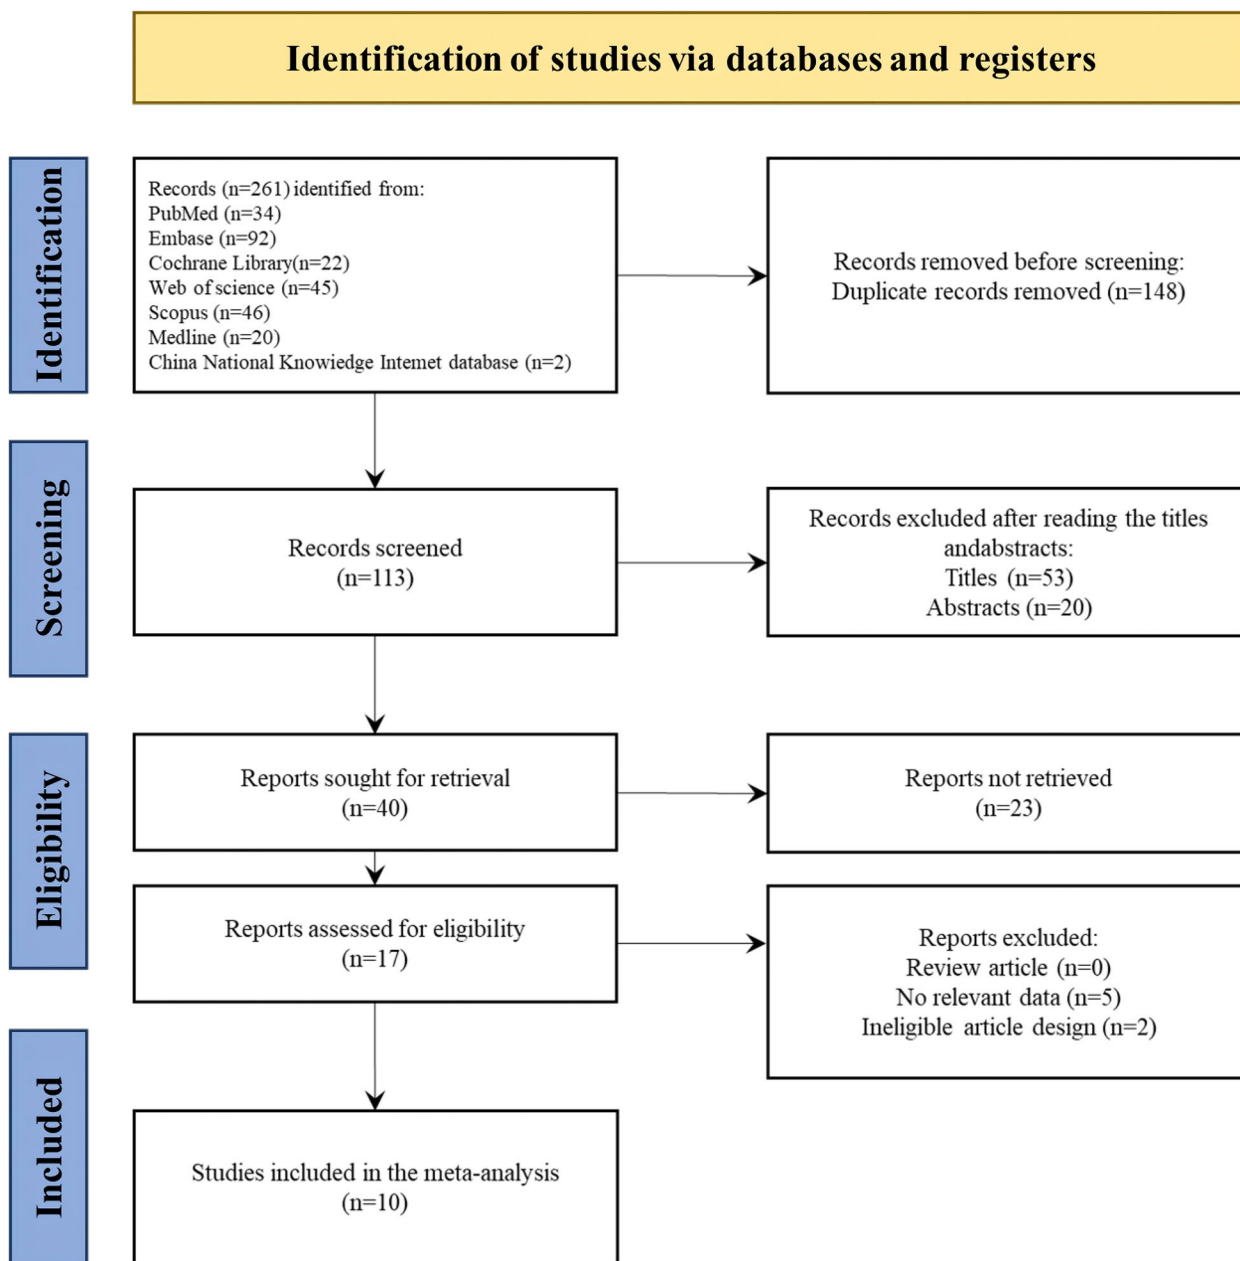 Identification of studies via databases and registers
Identification
Records (n=261) identified from:
PubMed (n=34)
Embase (n=92)
Cochrane Library(n=22)
Web of science (n=45)
Scopus (n=46)
Medline (n=20)
China National Knowiedge Intemet database (n=2)
Records removed before screening:
Duplicate records removed (n=148)
Screening
Records screened
(n=113)
Records excluded after reading the titles
andabstracts:
Titles (n=53)
Abstracts (n=20)
Eligibility
Reports sought for retrieval
(n=40)
Reports not retrieved
(n=23)
Reports assessed for eligibility
(n=17)
Reports excluded:
Review article (n=0)
No relevant data (n=5)
Ineligible article design (n=2)
Included
Studies included in the meta-analysis
(n=10)